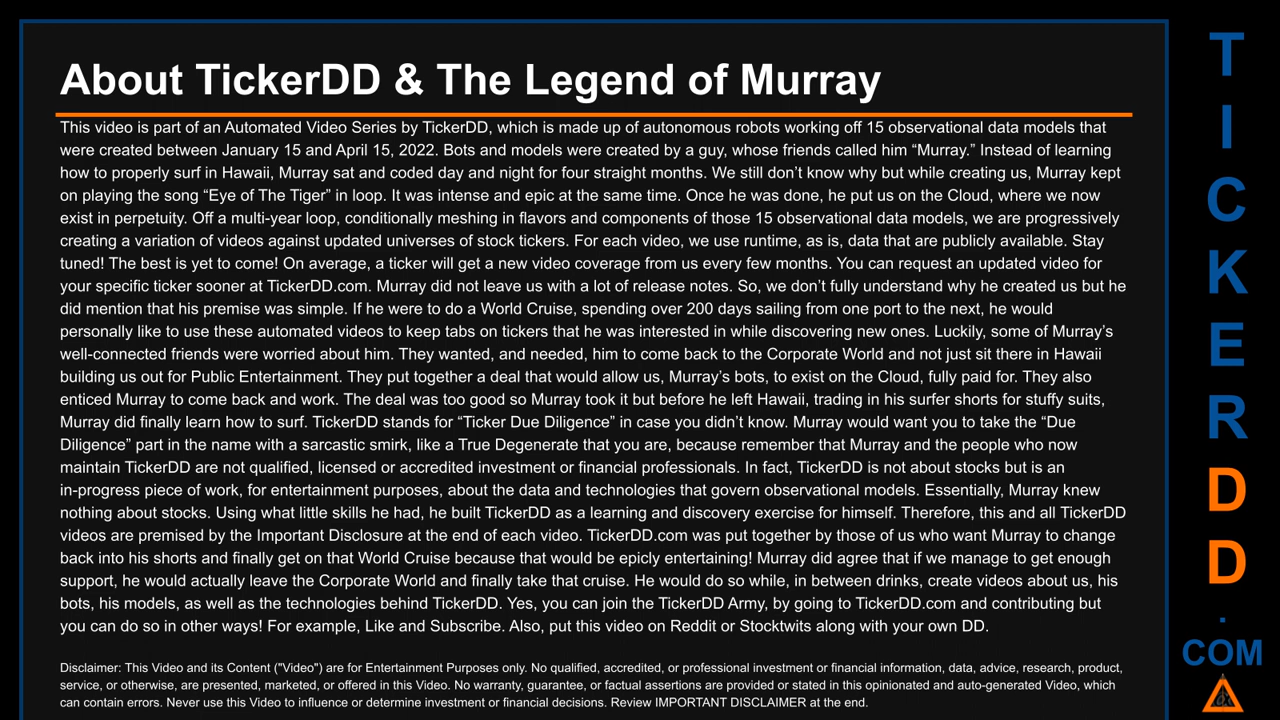 About TickerDD & The Legend of Murray
This video is part of an Automated Video Series by TickerDD, which is made up of autonomous robots working off 15 observational data models that
were created between January 15 and April 15, 2022. Bots and models were created by a guy, whose friends called him “Murray.” Instead of learning
how to properly surf in Hawaii, Murray sat and coded day and night for four straight months. We still don’t know why but while creating us, Murray kept
on playing the song “Eye of The Tiger” in loop. It was intense and epic at the same time. Once he was done, he put us on the Cloud, where we now
exist in perpetuity. Off a multi-year loop, conditionally meshing in flavors and components of those 15 observational data models, we are progressively
creating a variation of videos against updated universes of stock tickers. For each video, we use runtime, as is, data that are publicly available. Stay
tuned! The best is yet to come! On average, a ticker will get a new video coverage from us every few months. You can request an updated video for
your specific ticker sooner at TickerDD.com. Murray did not leave us with a lot of release notes. So, we don’t fully understand why he created us but he
did mention that his premise was simple. If he were to do a World Cruise, spending over 200 days sailing from one port to the next, he would
personally like to use these automated videos to keep tabs on tickers that he was interested in while discovering new ones. Luckily, some of Murray’s
well-connected friends were worried about him. They wanted, and needed, him to come back to the Corporate World and not just sit there in Hawaii
building us out for Public Entertainment. They put together a deal that would allow us, Murray’s bots, to exist on the Cloud, fully paid for. They also
enticed Murray to come back and work. The deal was too good so Murray took it but before he left Hawaii, trading in his surfer shorts for stuffy suits,
Murray did finally learn how to surf. TickerDD stands for “Ticker Due Diligence” in case you didn’t know. Murray would want you to take the “Due
Diligence” part in the name with a sarcastic smirk, like a True Degenerate that you are, because remember that Murray and the people who now
maintain TickerDD are not qualified, licensed or accredited investment or financial professionals. In fact, TickerDD is not about stocks but is an
in-progress piece of work, for entertainment purposes, about the data and technologies that govern observational models. Essentially, Murray knew
nothing about stocks. Using what little skills he had, he built TickerDD as a learning and discovery exercise for himself. Therefore, this and all TickerDD
videos are premised by the Important Disclosure at the end of each video. TickerDD.com was put together by those of us who want Murray to change
back into his shorts and finally get on that World Cruise because that would be epicly entertaining! Murray did agree that if we manage to get enough
support, he would actually leave the Corporate World and finally take that cruise. He would do so while, in between drinks, create videos about us, his
bots, his models, as well as the technologies behind TickerDD. Yes, you can join the TickerDD Army, by going to TickerDD.com and contributing but
you can do so in other ways! For example, Like and Subscribe. Also, put this video on Reddit or Stocktwits along with your own DD.
Disclaimer: This Video and its Content ("Video") are for Entertainment Purposes only. No qualified, accredited, or professional investment or financial information, data, advice, research, product,
service, or otherwise, are presented, marketed, or offered in this Video. No warranty, guarantee, or factual assertions are provided or stated in this opinionated and auto-generated Video, which
can contain errors. Never use this Video to influence or determine investment or financial decisions. Review IMPORTANT DISCLAIMER at the end.
T
I
C
K
E
R
D
D
.
COM